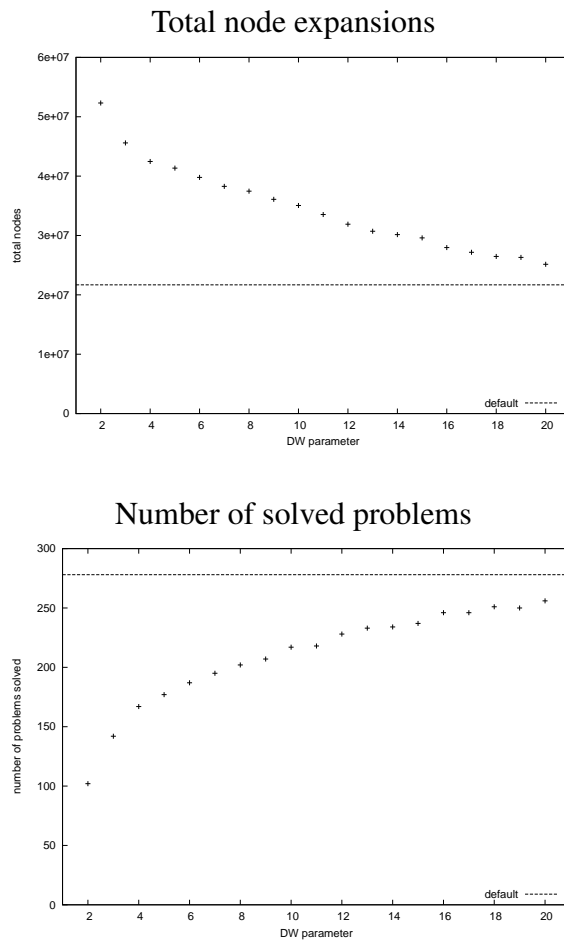 Total node expansions
6e+07
5e+07
4e+07
3e+07
2e+07
1e+07
0
total nodes
default
2 4 6 8 10 12 14 16 18 20
DW parameter
Number of solved problems
300
250
200
150
100
50
0
number of problems solved
default
2 4 6 8 10 12 14 16 18 20
DW parameter